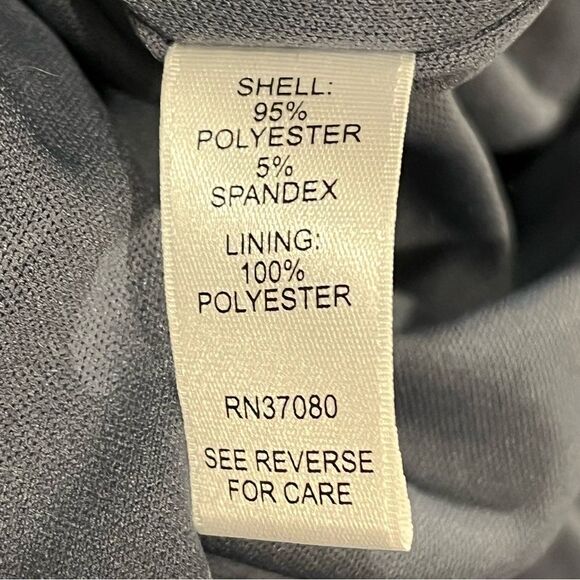 SHELL:
95%
POLYESTER
5%
SPANDEX
LINING:
100%
POLYESTER
RN37080
SEE REVERSE
FOR CARE